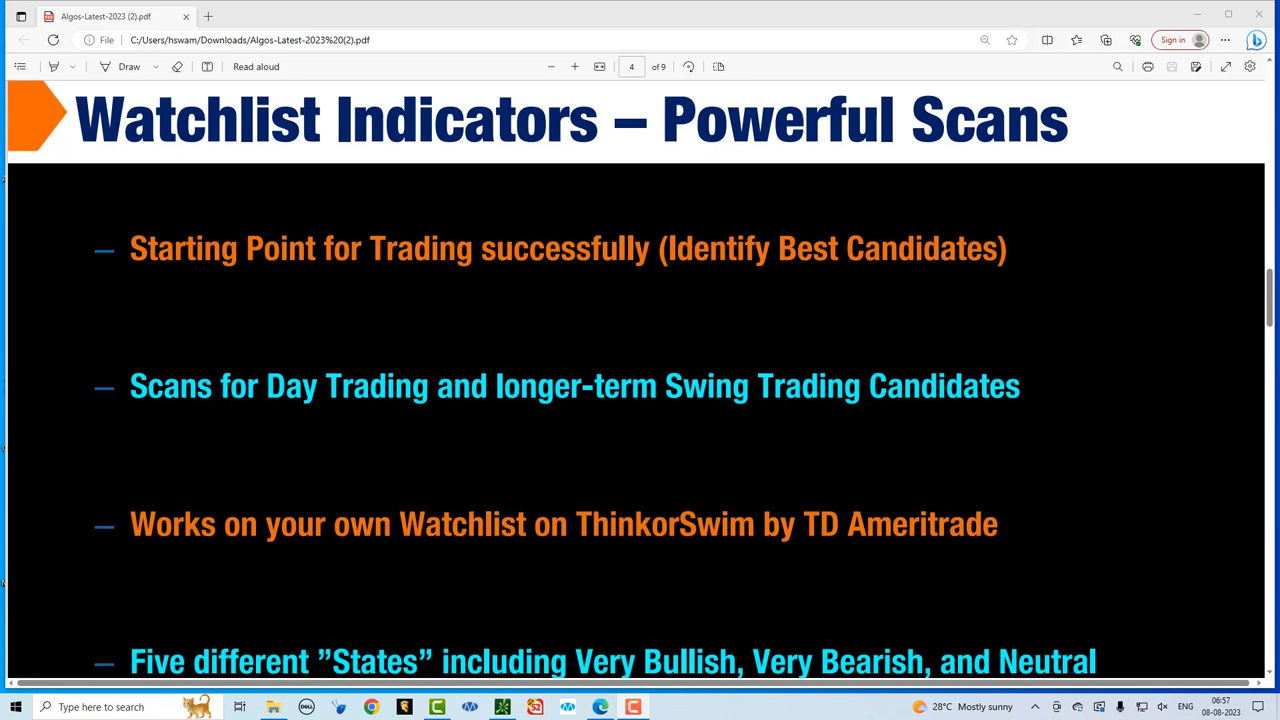 Algos-Latest-2023 (2).pdf
File C:/Users/hswam/Downloads/Algos-Latest-2023%20(2).pdf
Sign in
Draw
Read aloud
4 of 9
Watchlist Indicators – Powerful Scans
– Starting Point for Trading successfully (Identify Best Candidates)
– Scans for Day Trading and longer-term Swing Trading Candidates
– Works on your own Watchlist on ThinkorSwim by TD Ameritrade
– Five different ”States” including Very Bullish, Very Bearish, and Neutral
Type here to search
28°C Mostly sunny
ENG
06:57
08-08-2023